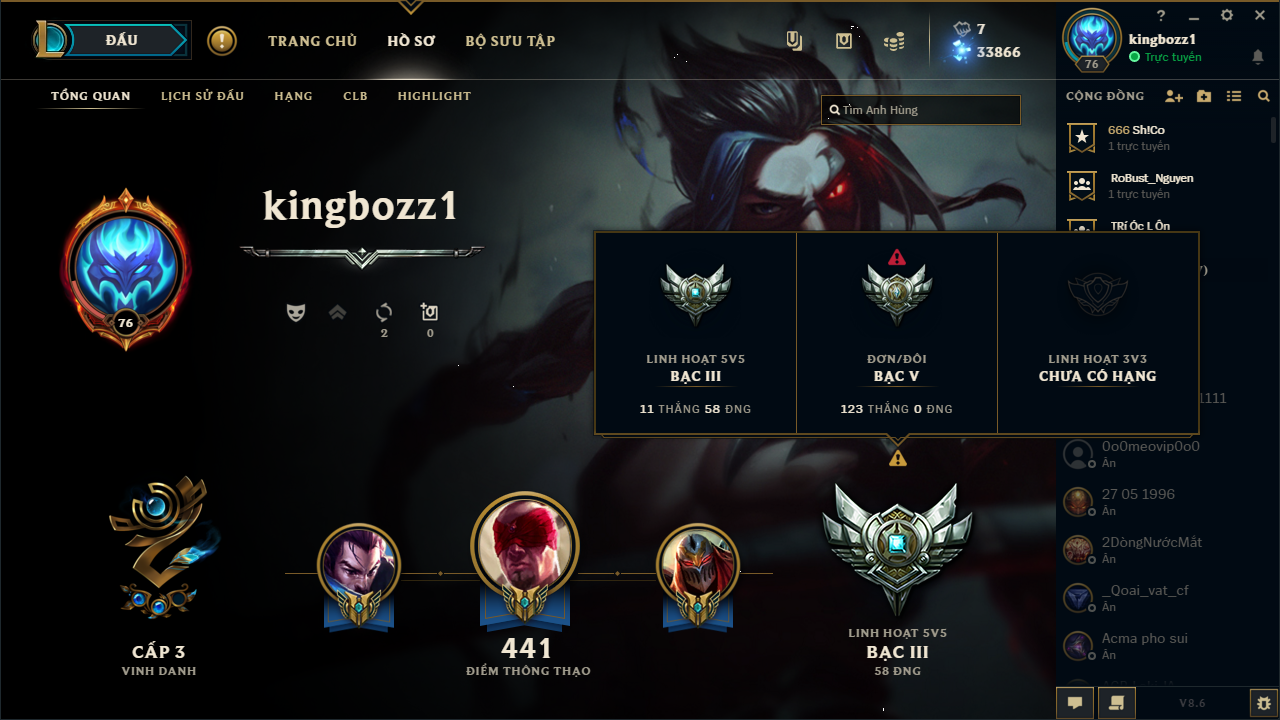 ĐẤU
TRANG CHỦ
HỒ SƠ
BỘ SƯU TẬP
7
33866
?
kingbozz1
76
Trực tuyến
TỔNG QUAN
LỊCH SỬ ĐẤU
HẠNG
CLB
HIGHLIGHT
Tìm Anh Hùng
CỘNG ĐỒNG
666 Sh!Co
1 trực tuyến
RoBust_Nguyen
1 trực tuyến
TRí Óc L Ôn
kingbozz1
76
2
0
LINH HOẠT 5V5
BẠC III
11 THẮNG 58 ĐNG
ĐƠN/ĐÔI
BẠC V
123 THẮNG 0 ĐNG
LINH HOẠT 3V3
CHƯA CÓ HẠNG
1111
0o0meovip0o0
Ẩn
27 05 1996
Ẩn
2DòngNướcMắt
Ẩn
_Qoai_vat_cf
Ẩn
Acma pho sui
Ẩn
CẤP 3
VINH DANH
441
ĐIỂM THÔNG THẠO
LINH HOẠT 5V5
BẠC III
58 ĐNG
V8.6